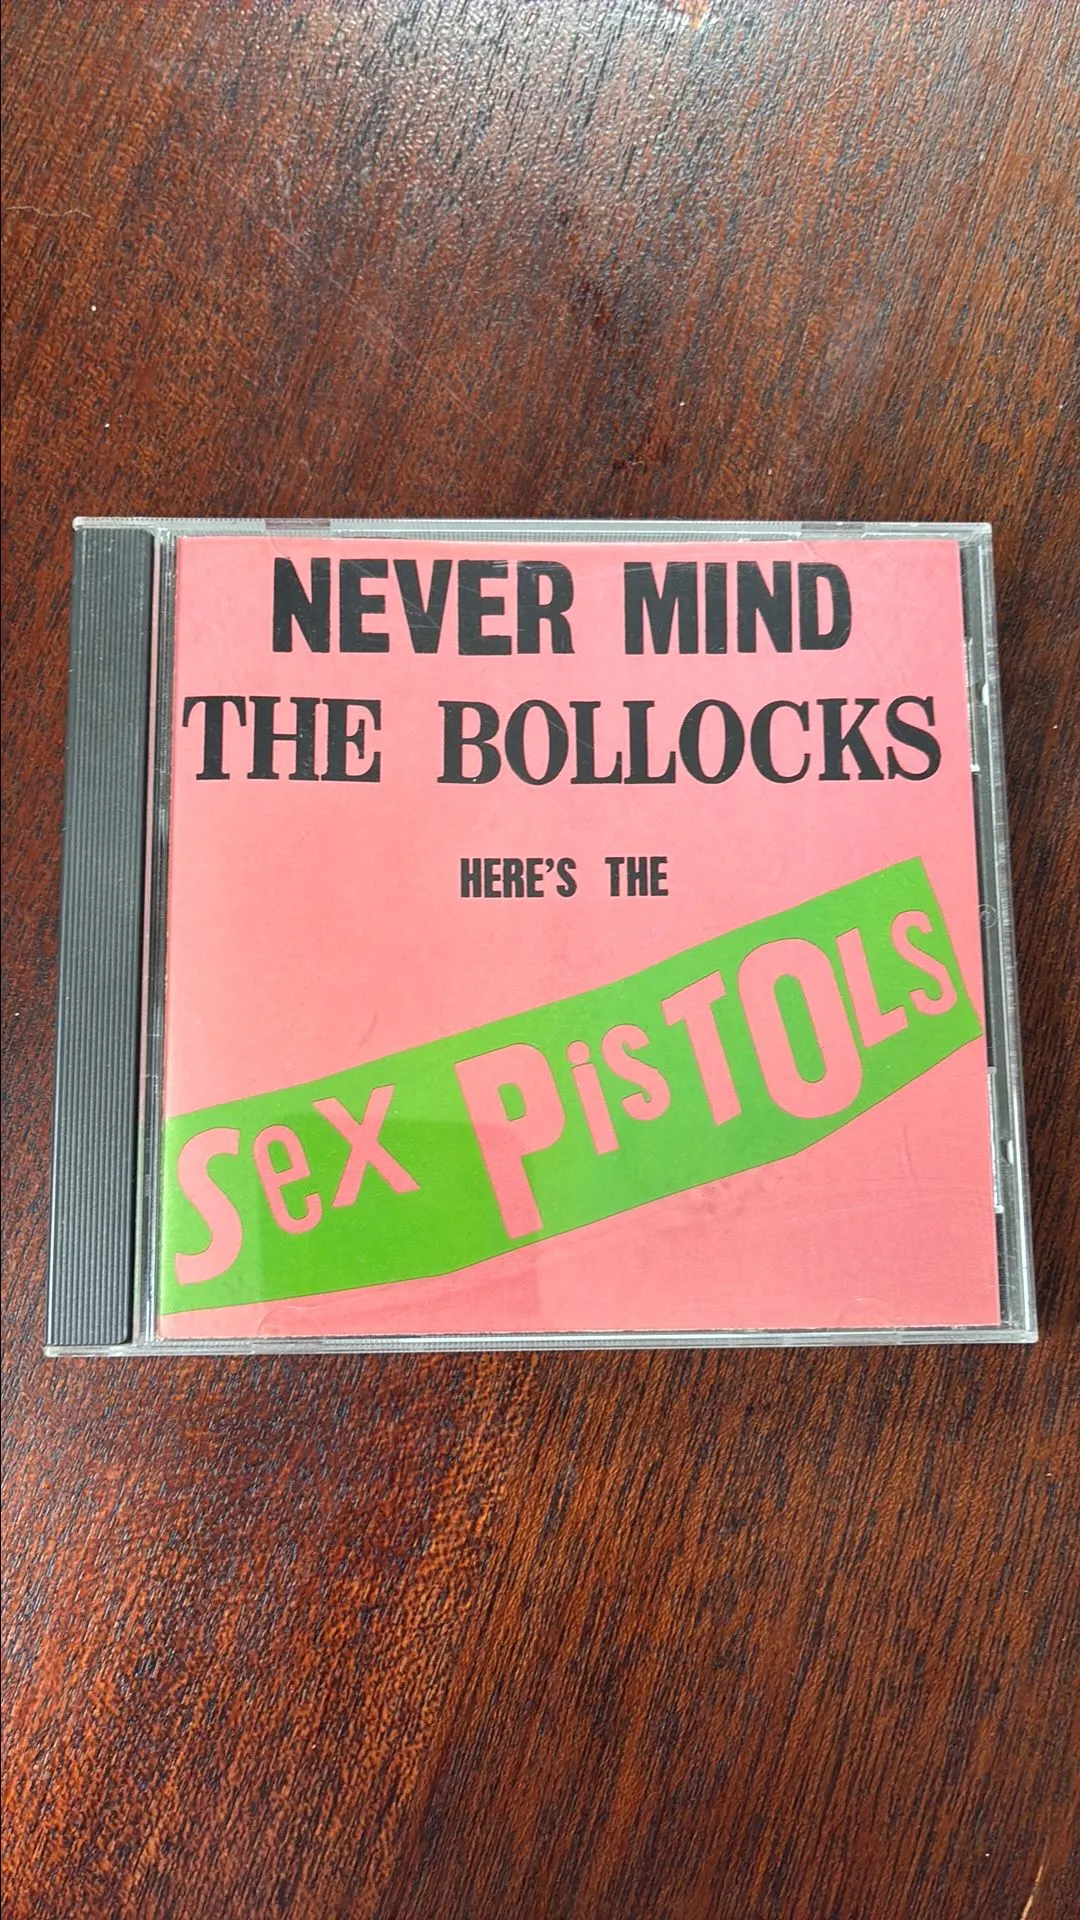 NEVER MIND
THE BOLLOCKS
HERE'S THE
Sex PisTOLS